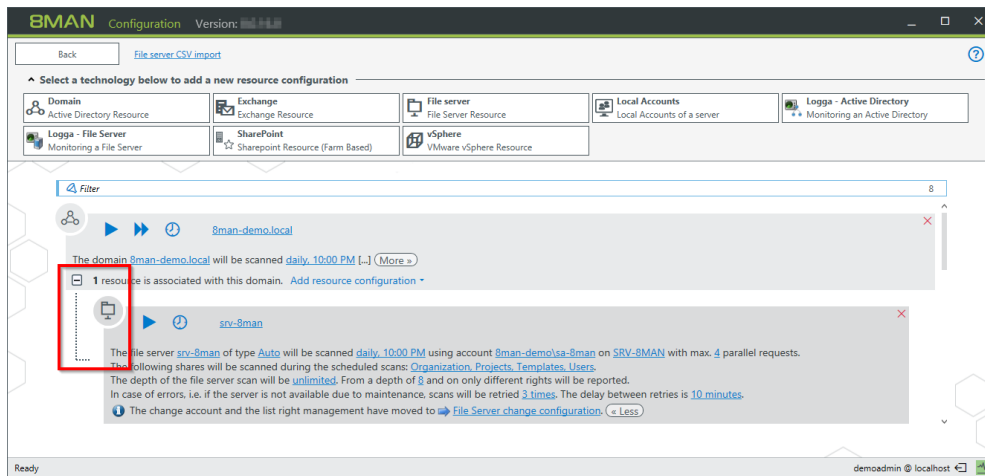 8MAN Configuration Version:
Back File server CSV import
Select a technology below to add a new resource configuration
Domain
Active Directory Resource
Exchange
Exchange Resource
File server
File Server Resource
Local Accounts
Local Accounts of a server
Logga - Active Directory
Monitoring an Active Directory
Logga - File Server
Monitoring a File Server
SharePoint
Sharepoint Resource (Farm Based)
vSphere
VMware vSphere Resource
Filter 8
8man-demo.local
The domain 8man-demo.local will be scanned daily, 10:00 PM [...] (More »)
1 resource is associated with this domain. Add resource configuration
srv-8man
The file server srv-8man of type Auto will be scanned daily, 10:00 PM using account 8man-demo\sa-8man on SRV-8MAN with max. 4 parallel requests.
The following shares will be scanned during the scheduled scans: Organization, Projects, Templates, Users.
The depth of the file server scan will be unlimited. From a depth of 8 and on only different rights will be reported.
In case of errors, i.e. if the server is not available due to maintenance, scans will be retried 3 times. The delay between retries is 10 minutes.
The change account and the list right management have moved to File Server change configuration. (« Less)
Ready demoadmin @ localhost